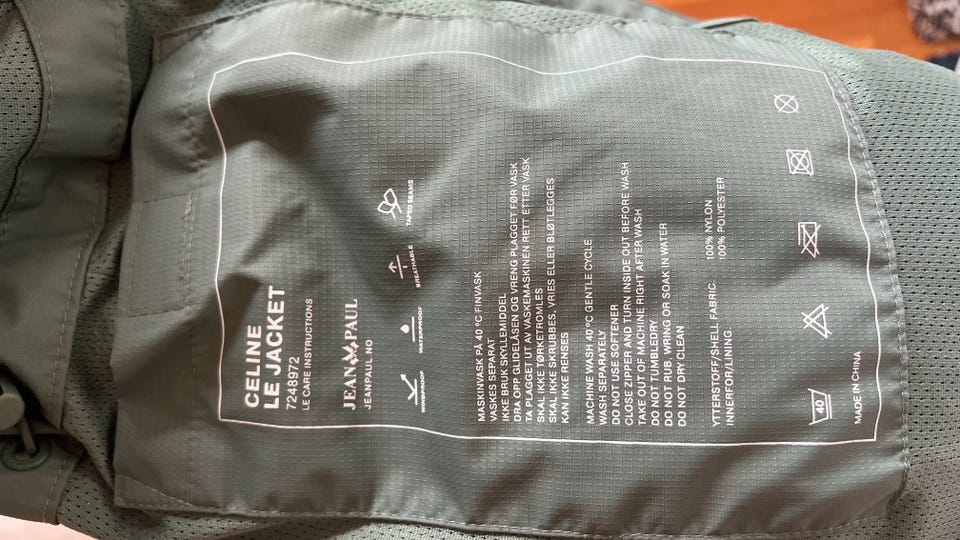 CELINE
LE JACKET
7248972
LE CARE INSTRUCTIONS
JEAN PAUL
JEANPAUL.NO
WINDPROOF
WATERPROOF
BREATHABLE
TAPED SEAMS
MASKINVASK PÅ 40 ºC FINVASK
VASKES SEPARAT
IKKE BRUK SKYLLEMIDDEL
DRA OPP GLIDELÅSEN OG VRENG PLAGGET FØR VASK
TA PLAGGET UT AV VASKEMASKINEN RETT ETTER VASK
SKAL IKKE TØRKETROMLES
SKAL IKKE SKRUBBES, VRIES ELLER BLØTLEGGES
KAN IKKE RENSES
MACHINE WASH 40 ºC GENTLE CYCLE
WASH SEPARATELY
DO NOT USE SOFTENER
CLOSE ZIPPER AND TURN INSIDE OUT BEFORE WASH
TAKE OUT OF MACHINE RIGHT AFTER WASH
DO NOT TUMBLEDRY
DO NOT RUB, WRING OR SOAK IN WATER
DO NOT DRY CLEAN
YTTERSTOFF/SHELL FABRIC. 100% NYLON
INNERFOR/LINING. 100% POLYESTER
40
MADE IN CHINA